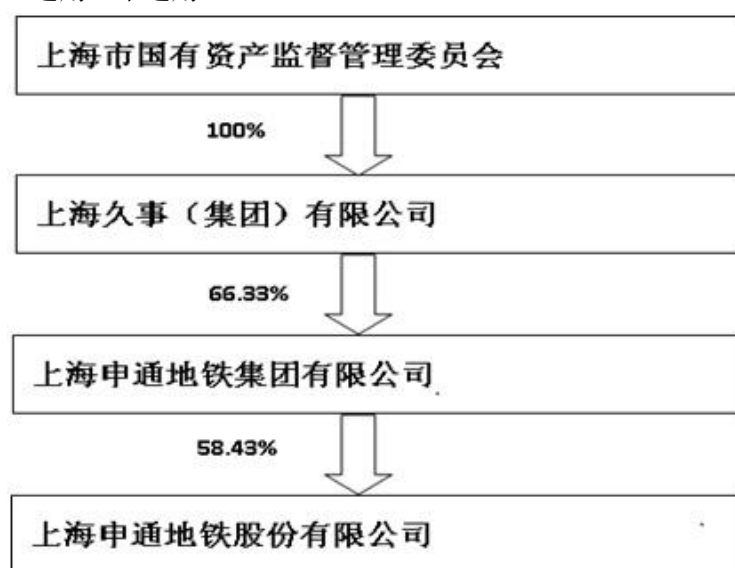 上海市国有资产监督管理委员会
100%
上海久事（集团）有限公司
66.33%
上海申通地铁集团有限公司
58.43%
上海申通地铁股份有限公司